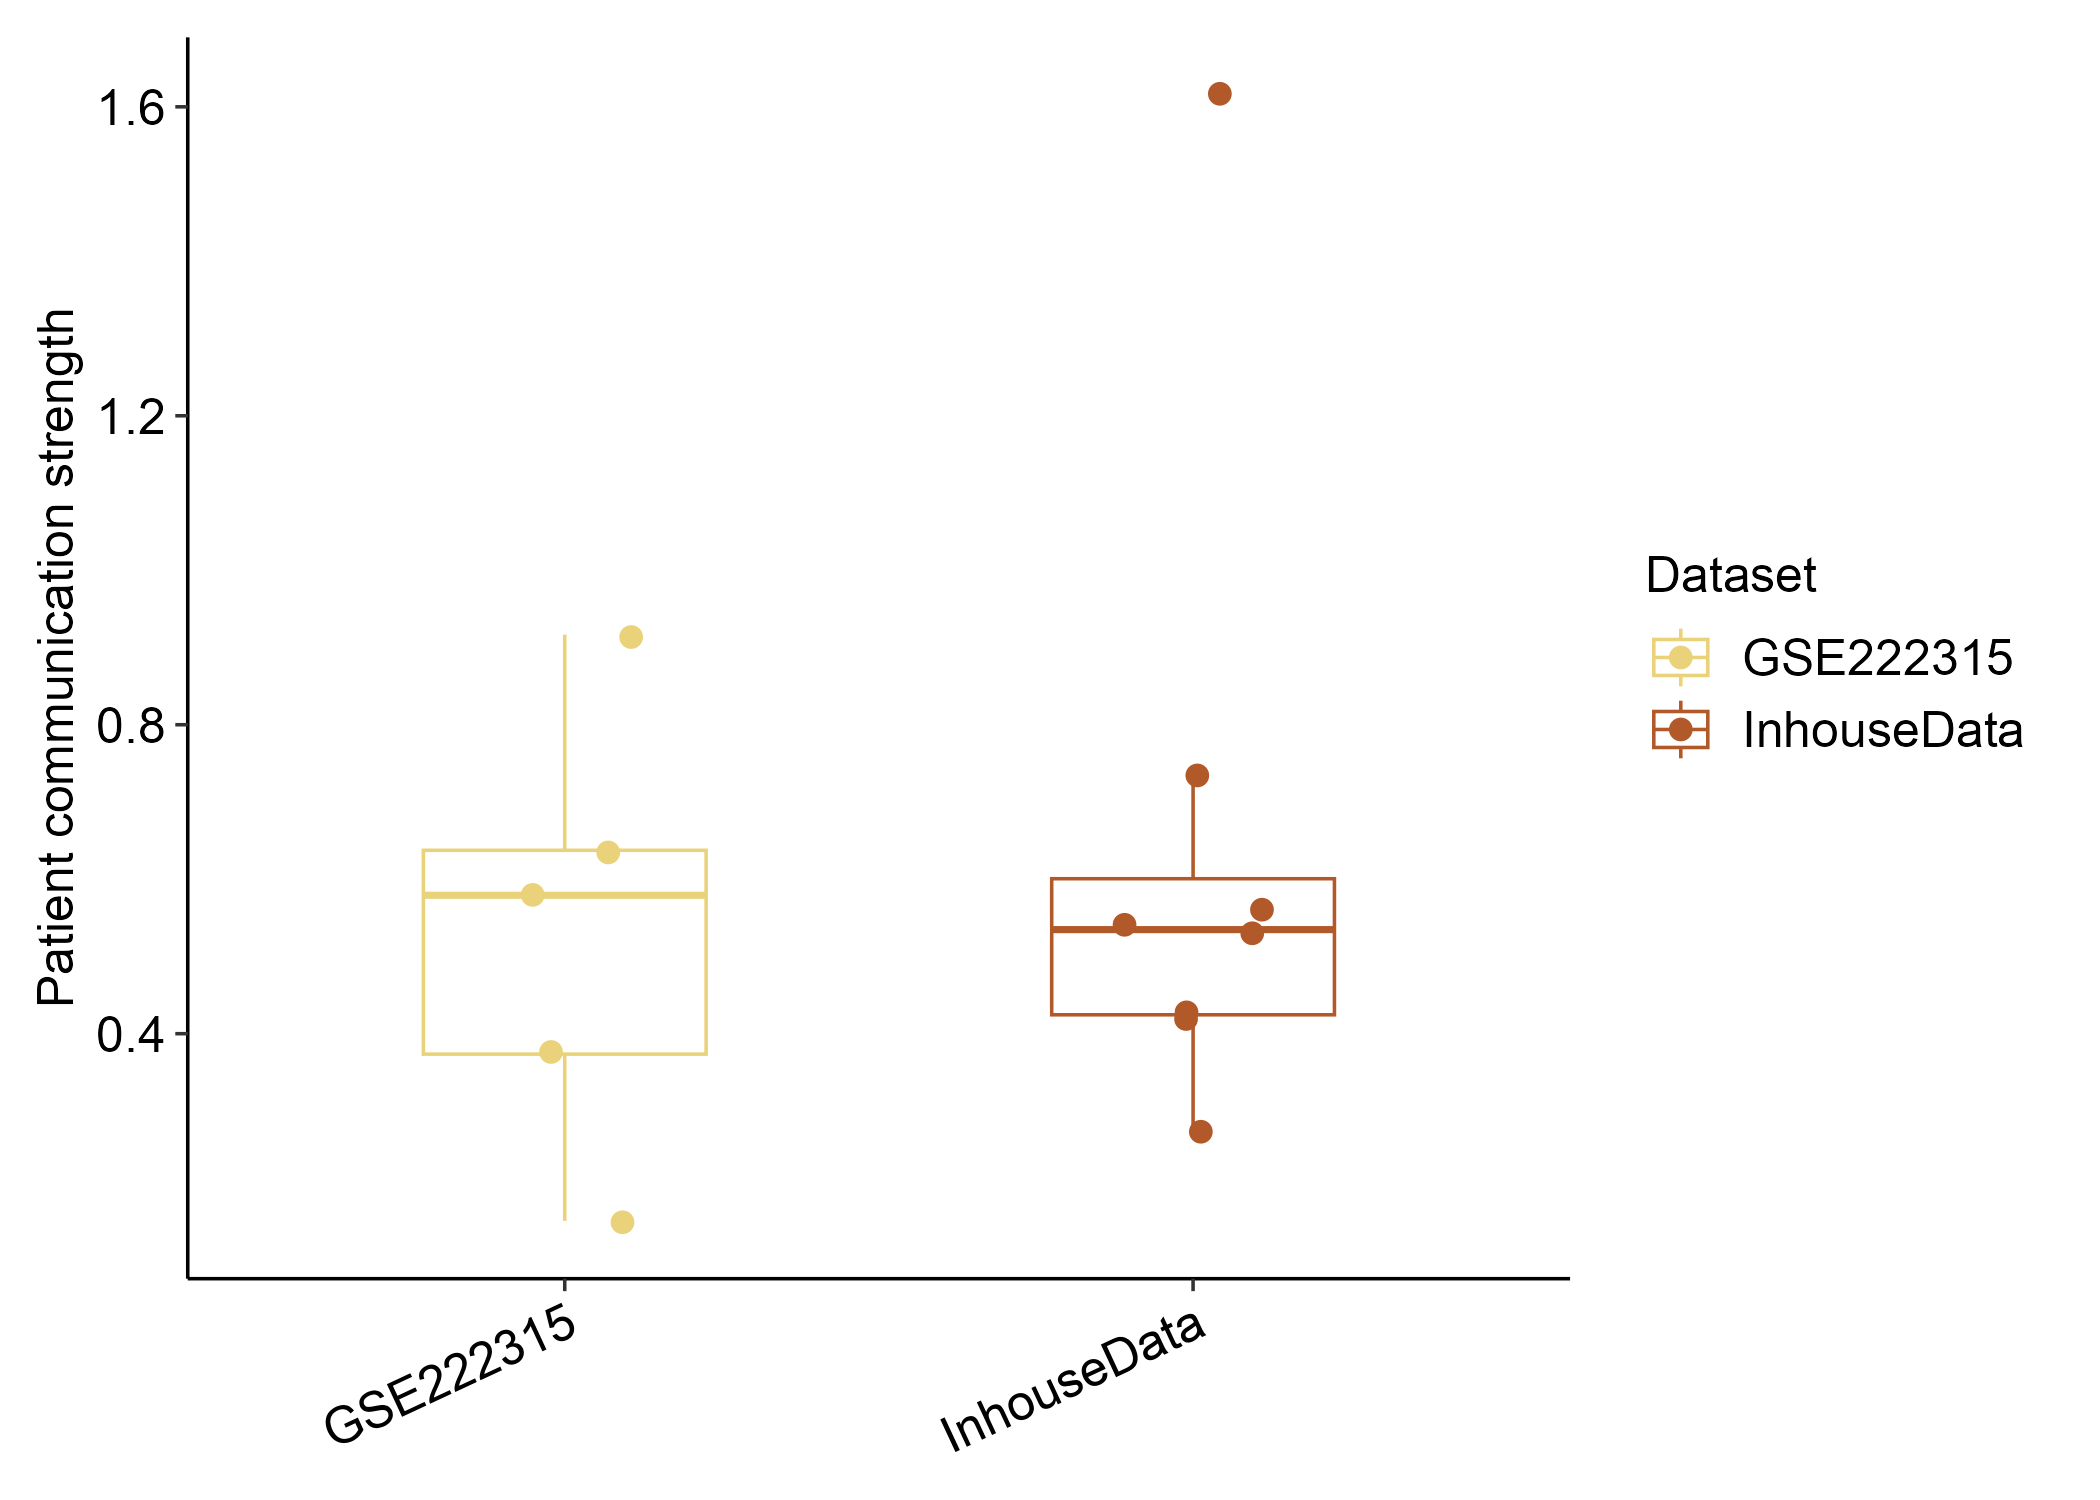 Patient communication strength
1.6
1.2
0.8
0.4
GSE222315
InhouseData
Dataset
GSE222315
InhouseData